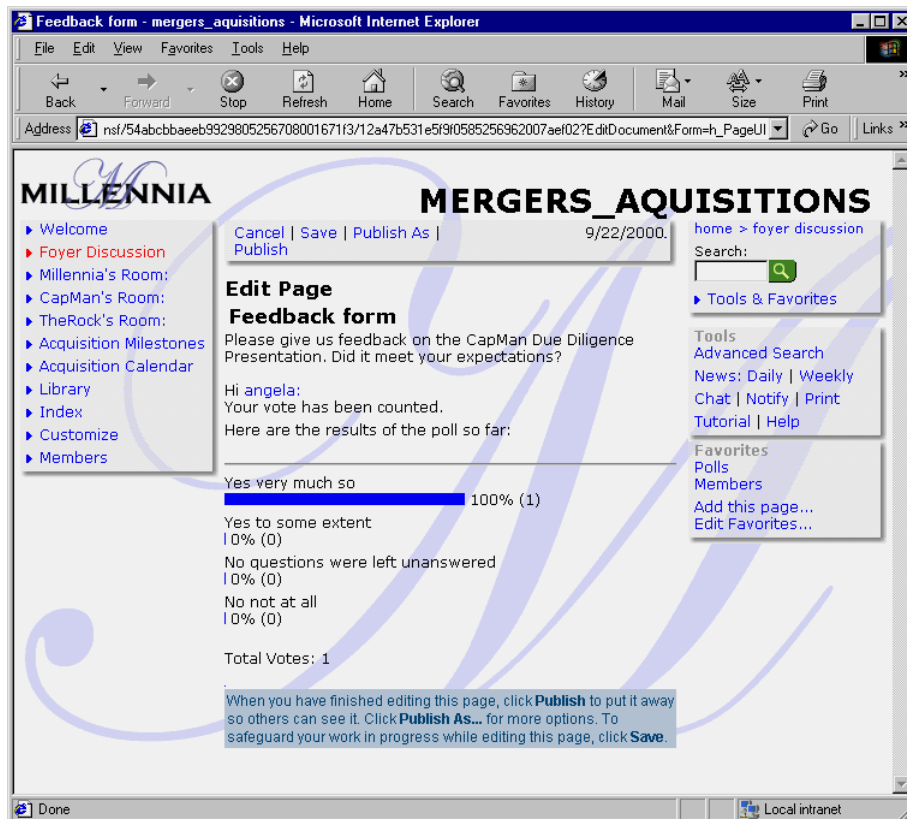 Feedback form - mergers_aquisitions - Microsoft Internet Explorer
File Edit View Favorites Tools Help
Back Forward Stop Refresh Home Search Favorites History Mail Size Print
Address nsf/54abcbbaeeb9929805256708001671f3/12a47b531e5f9f0585256962007aef02?EditDocument&Form=h_PageUI Go Links
MILLENNIA
MERGERS_AQUISITIONS
Welcome
Foyer Discussion
Millennia's Room:
CapMan's Room:
TheRock's Room:
Acquisition Milestones
Acquisition Calendar
Library
Index
Customize
Members
Cancel | Save | Publish As | 9/22/2000.
Publish
Edit Page
Feedback form
Please give us feedback on the CapMan Due Diligence
Presentation. Did it meet your expectations?
Hi angela:
Your vote has been counted.
Here are the results of the poll so far:
Yes very much so
100% (1)
Yes to some extent
0% (0)
No questions were left unanswered
0% (0)
No not at all
0% (0)
Total Votes: 1
When you have finished editing this page, click Publish to put it away
so others can see it. Click Publish As... for more options. To
safeguard your work in progress while editing this page, click Save.
home > foyer discussion
Search:
Tools & Favorites
Tools
Advanced Search
News: Daily | Weekly
Chat | Notify | Print
Tutorial | Help
Favorites
Polls
Members
Add this page...
Edit Favorites...
Done
Local intranet